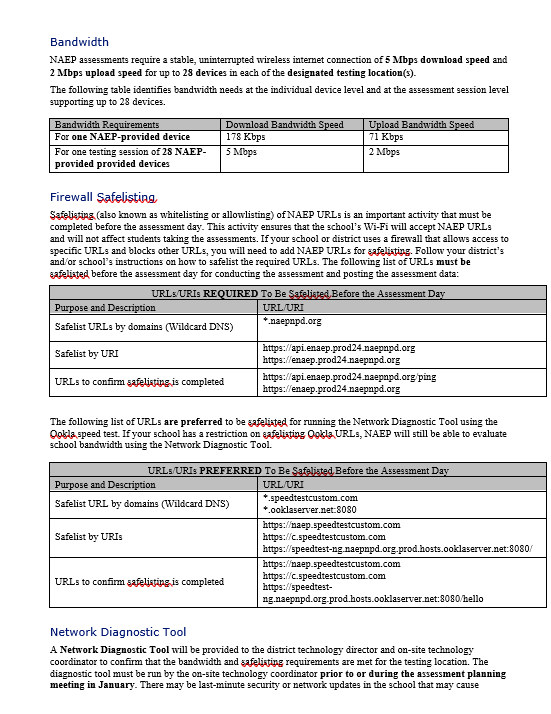 Bandwidth
NAEP assessments require a stable, uninterrupted wireless internet connection of 5 Mbps download speed and
2 Mbps upload speed for up to 28 devices in each of the designated testing location(s).
The following table identifies bandwidth needs at the individual device level and at the assessment session level
supporting up to 28 devices.
Bandwidth Requirements Download Bandwidth Speed Upload Bandwidth Speed
For one NAEP-provided device 178 Kbps 71 Kbps
For one testing session of 28 NAEP- 5 Mbps 2 Mbps
provided provided devices
Firewall Safelisting
Safelisting (also known as whitelisting or allowlisting) of NAEP URLs is an important activity that must be
completed before the assessment day. This activity ensures that the school's Wi-Fi will accept NAEP URLs
and will not affect students taking the assessments. If your school or district uses a firewall that allows access to
specific URLs and blocks other URLs, you will need to add NAEP URLs for safelisting. Follow your district's
and/or school's instructions on how to safelist the required URLs. The following list of URLs must be
safelisted before the assessment day for conducting the assessment and posting the assessment data:
URLs/URIs REQUIRED To Be Safelisted Before the Assessment Day
Purpose and Description URL/URI
Safelist URLs by domains (Wildcard DNS) *.naepnpd.org
Safelist by URI https://api.enaep.prod24.naepnpd.org
https://enaep.prod24.naepnpd.org
URLs to confirm safelisting is completed https://api.enaep.prod24.naepnpd.org/ping
https://enaep.prod24.naepnpd.org
The following list of URLs are preferred to be safelisted for running the Network Diagnostic Tool using the
Ookla speed test. If your school has a restriction on safelisting Ookla URLs, NAEP will still be able to evaluate
school bandwidth using the Network Diagnostic Tool.
URLs/URIs PREFERRED To Be Safelisted Before the Assessment Day
Purpose and Description URL/URI
Safelist URL by domains (Wildcard DNS) *.speedtestcustom.com
*.ooklaserver.net:8080
Safelist by URIs https://naep.speedtestcustom.com
https://c.speedtestcustom.com
https://speedtest-ng.naepnpd.org.prod.hosts.ooklaserver.net:8080/
URLs to confirm safelisting is completed https://naep.speedtestcustom.com
https://c.speedtestcustom.com
https://speedtest-
ng.naepnpd.org.prod.hosts.ooklaserver.net:8080/hello
Network Diagnostic Tool
A Network Diagnostic Tool will be provided to the district technology director and on-site technology
coordinator to confirm that the bandwidth and safelisting requirements are met for the testing location. The
diagnostic tool must be run by the on-site technology coordinator prior to or during the assessment planning
meeting in January. There may be last-minute security or network updates in the school that may cause